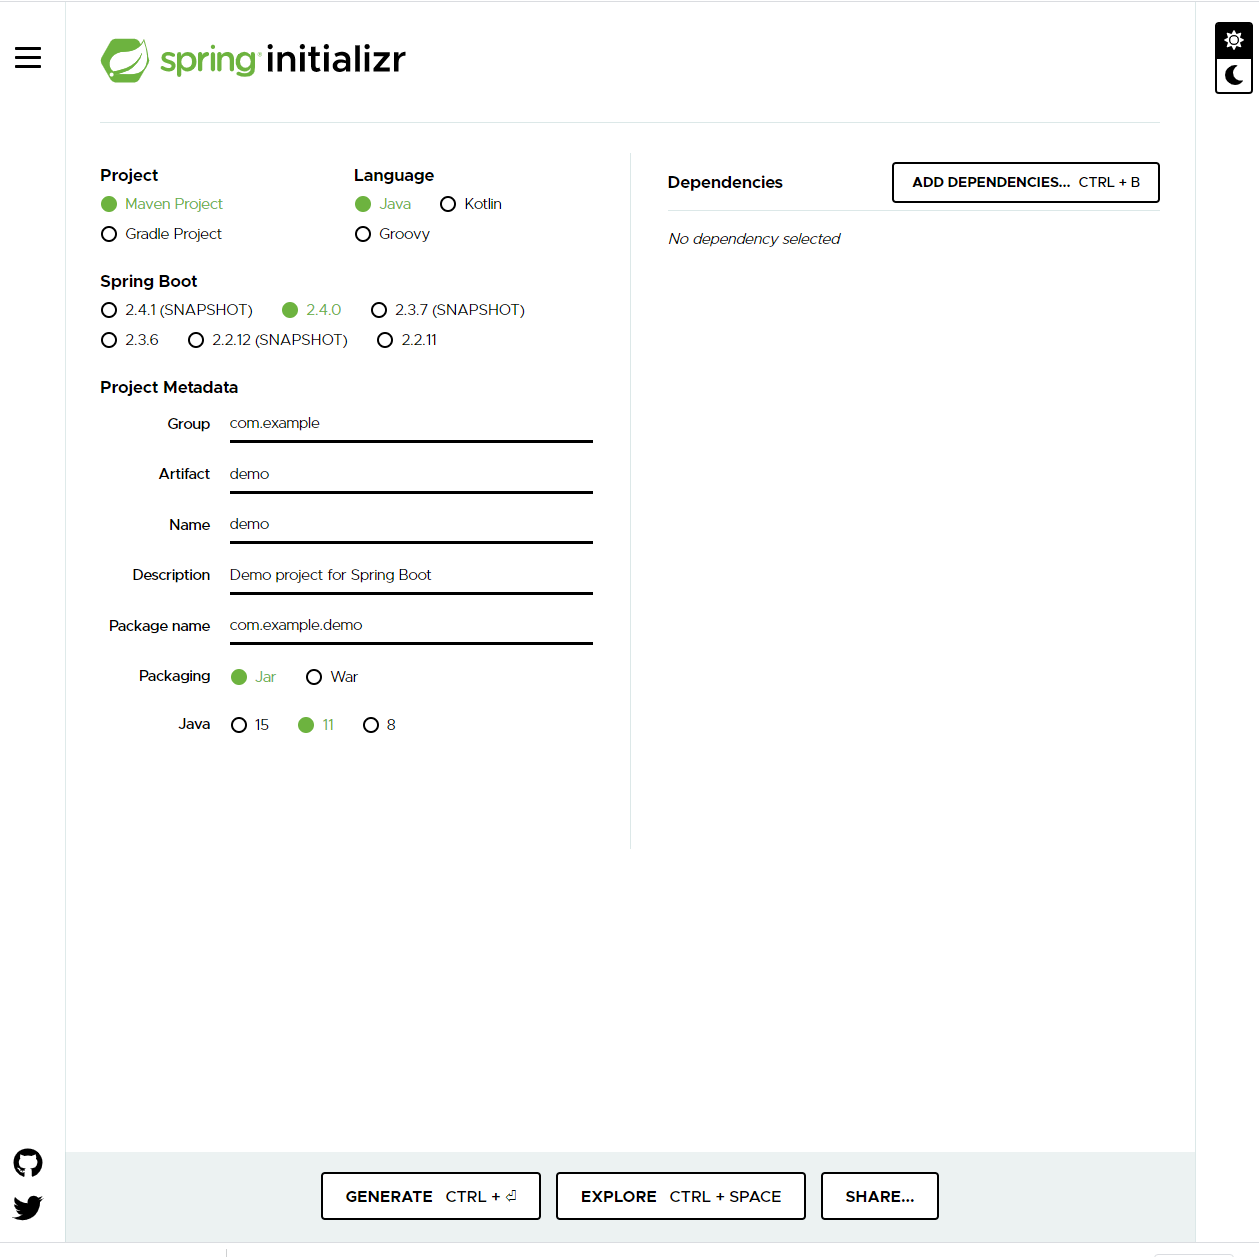 spring initializr
Project
Maven Project
Gradle Project
Language
Java Kotlin
Groovy
Spring Boot
2.4.1 (SNAPSHOT) 2.4.0 2.3.7 (SNAPSHOT)
2.3.6 2.2.12 (SNAPSHOT) 2.2.11
Project Metadata
Group com.example
Artifact demo
Name demo
Description Demo project for Spring Boot
Package name com.example.demo
Packaging Jar War
Java 15 11 8
Dependencies
ADD DEPENDENCIES... CTRL + B
No dependency selected
GENERATE CTRL + ⏎
EXPLORE CTRL + SPACE
SHARE...